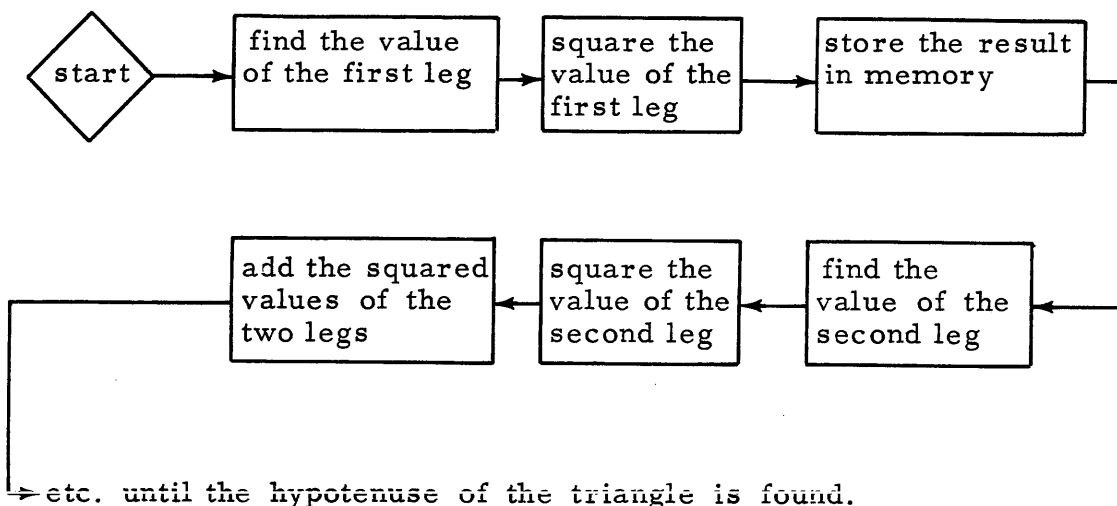 start
find the value
of the first leg
square the
value of the
first leg
store the result
in memory
find the
value of the
second leg
square the
value of the
second leg
add the squared
values of the
two legs
etc. until the hypotenuse of the triangle is found.